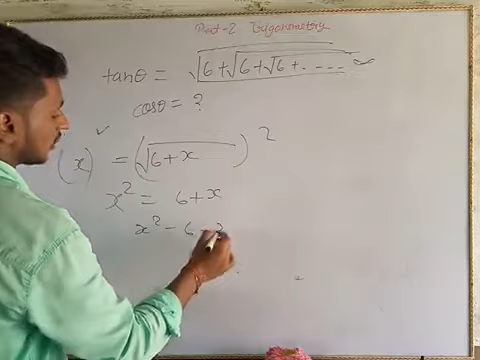 Part-2 Trigonometry
tanθ = √6+√6+√6+. ..... ∞
cosθ = ?
(x) = (√6+x)²
x² = 6+x
x² - 6 -